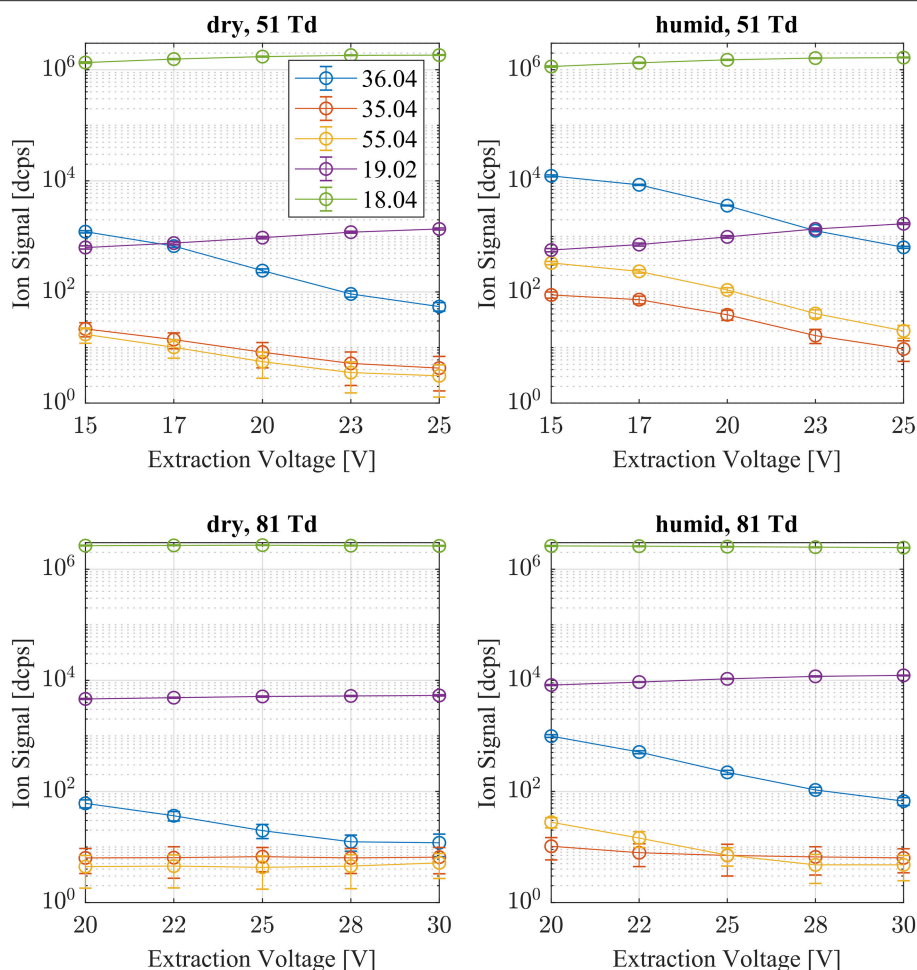 dry, 51 Td
10^6
10^4
10^2
10^0
Ion Signal [dcps]
36.04
35.04
55.04
19.02
18.04
15 17 20 23 25
Extraction Voltage [V]
humid, 51 Td
10^6
10^4
10^2
10^0
Ion Signal [dcps]
15 17 20 23 25
Extraction Voltage [V]
dry, 81 Td
10^6
10^4
10^2
10^0
Ion Signal [dcps]
20 22 25 28 30
Extraction Voltage [V]
humid, 81 Td
10^6
10^4
10^2
10^0
Ion Signal [dcps]
20 22 25 28 30
Extraction Voltage [V]